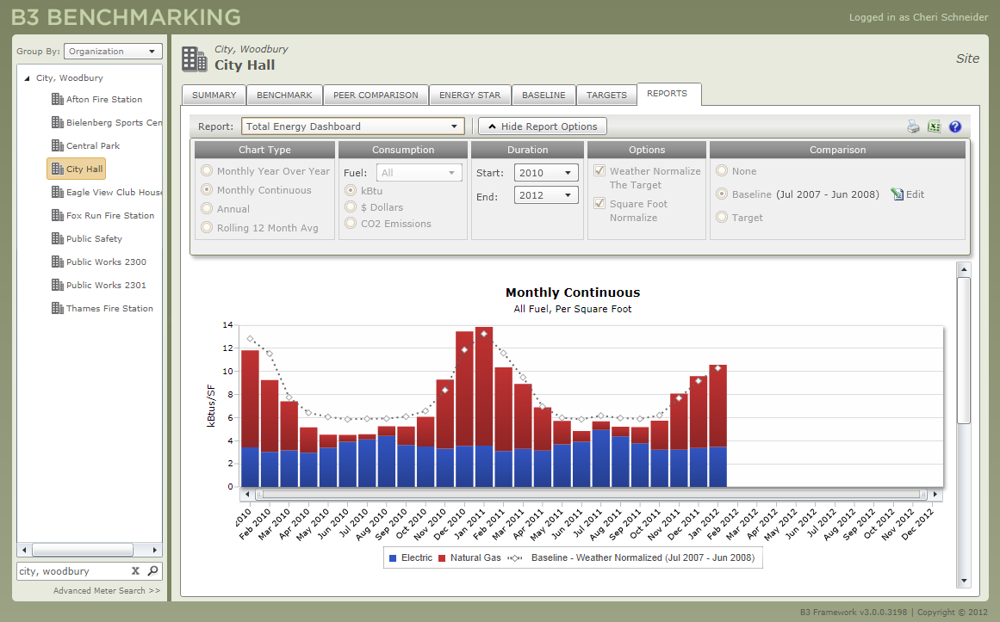 B3 BENCHMARKING
Logged in as Cheri Schneider
Group By: Organization
City, Woodbury
Afton Fire Station
Bielenberg Sports Cen
Central Park
City Hall
Eagle View Club House
Fox Run Fire Station
Public Safety
Public Works 2300
Public Works 2301
Thames Fire Station
city, woodbury X
Advanced Meter Search >>
City, Woodbury
City Hall
Site
SUMMARY BENCHMARK PEER COMPARISON ENERGY STAR BASELINE TARGETS REPORTS
Report: Total Energy Dashboard Hide Report Options
Chart Type
Monthly Year Over Year
Monthly Continuous
Annual
Rolling 12 Month Avg
Consumption
Fuel: All
kBtu
$ Dollars
CO2 Emissions
Duration
Start: 2010
End: 2012
Options
Weather Normalize
The Target
Square Foot
Normalize
Comparison
None
Baseline (Jul 2007 - Jun 2008) Edit
Target
Monthly Continuous
All Fuel, Per Square Foot
kBtus/SF
14
12
10
8
6
4
2
0
2010 Feb 2010 Mar 2010 Apr 2010 May 2010 Jun 2010 Jul 2010 Aug 2010 Sep 2010 Oct 2010 Nov 2010 Dec 2010 Jan 2011 Feb 2011 Mar 2011 Apr 2011 May 2011 Jun 2011 Jul 2011 Aug 2011 Sep 2011 Oct 2011 Nov 2011 Dec 2011 Jan 2012 Feb 2012 Mar 2012 Apr 2012 May 2012 Jun 2012 Jul 2012 Aug 2012 Sep 2012 Oct 2012 Nov 2012 Dec 2012
Electric Natural Gas Baseline - Weather Normalized (Jul 2007 - Jun 2008)
B3 Framework v3.0.0.3198 | Copyright © 2012